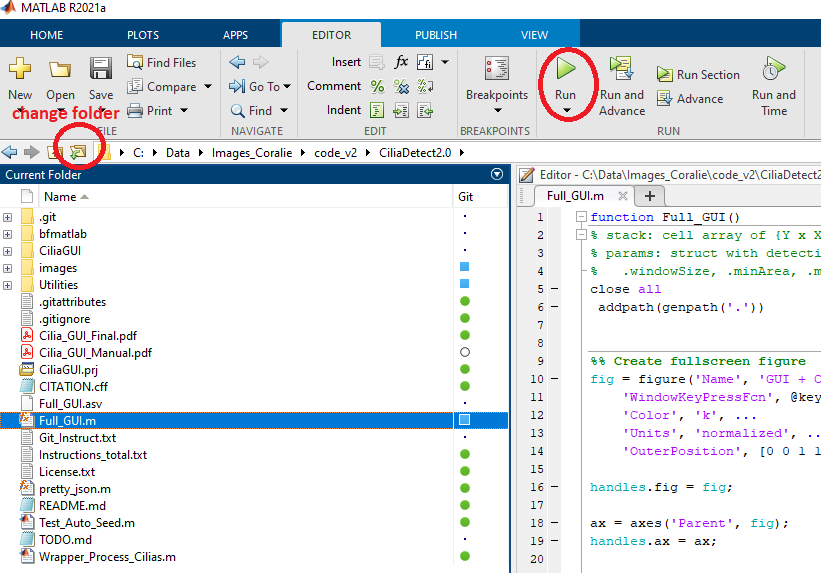 MATLAB R2021a
HOME PLOTS APPS EDITOR PUBLISH VIEW
New Open Save Find Files Compare Print
Go To Find
Insert fx
Comment %
Indent
Breakpoints
Run
Run and Advance
Run Section
Advance
Run and Time
change folder
FILE NAVIGATE EDIT BREAKPOINTS RUN
C: Data Images_Coralie code_v2 CiliaDetect2.0
Current Folder
Name Git
.git
bfmatlab
CiliaGUI
images
Utilities
.gitattributes
.gitignore
Cilia_GUI_Final.pdf
Cilia_GUI_Manual.pdf
CiliaGUI.prj
CITATION.cff
Full_GUI.asv
Full_GUI.m
Git_Instruct.txt
Instructions_total.txt
License.txt
pretty_json.m
README.md
Test_Auto_Seed.m
TODO.md
Wrapper_Process_Cilias.m
Editor - C:\Data\Images_Coralie\code_v2\CiliaDetect2
Full_GUI.m
1 function Full_GUI()
2 % stack: cell array of {Y x X
3 % params: struct with detecti
4 % .windowSize, .minArea, .m
5 close all
6 addpath(genpath('.'))
7
8
9 %% Create fullscreen figure
10 fig = figure('Name', 'GUI + C
11 'WindowKeyPressFcn', @key
12 'Color', 'k', ...
13 'Units', 'normalized', ..
14 'OuterPosition', [0 0 1 1
15
16 handles.fig = fig;
17
18 ax = axes('Parent', fig);
19 handles.ax = ax;
20